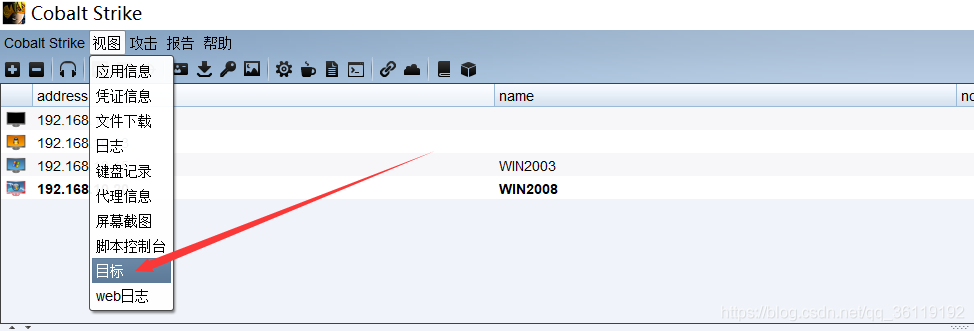 Cobalt Strike
Cobalt Strike 视图 攻击 报告 帮助
应用信息
凭证信息
文件下载
日志
键盘记录
代理信息
屏幕截图
脚本控制台
目标
web日志
address name no
192.168
192.168
192.168 WIN2003
192.168 WIN2008
https://blog.csdn.net/qq_36119192